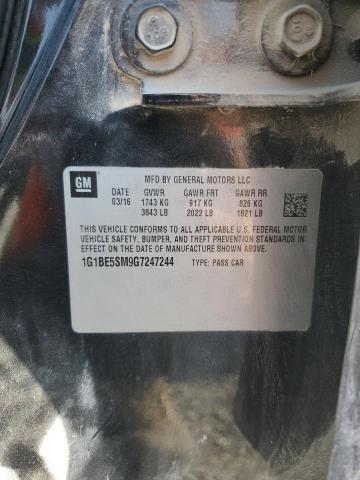 GM
MFD BY GENERAL MOTORS LLC
DATE GVWR GAWR FRT GAWR RR
03/16 1743 KG 917 KG 826 KG
3843 LB 2022 LB 1821 LB
THIS VEHICLE CONFORMS TO ALL APPLICABLE U.S. FEDERAL MOTOR
VEHICLE SAFETY, BUMPER, AND THEFT PREVENTION STANDARDS
IN EFFECT ON THE DATE OF MANUFACTURE SHOWN ABOVE.
1G1BE5SM9G7247244 TYPE: PASS CAR